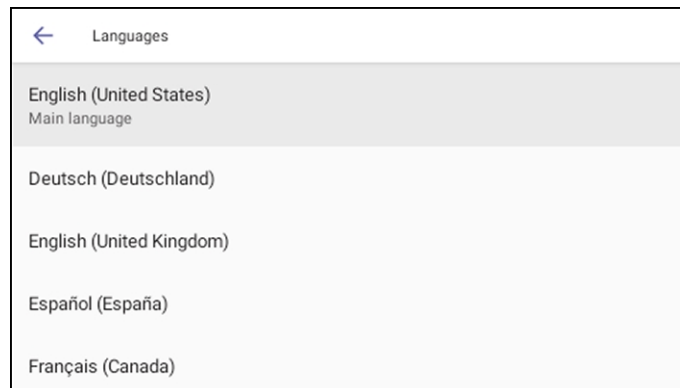 Languages
English (United States)
Main language
Deutsch (Deutschland)
English (United Kingdom)
Español (España)
Français (Canada)